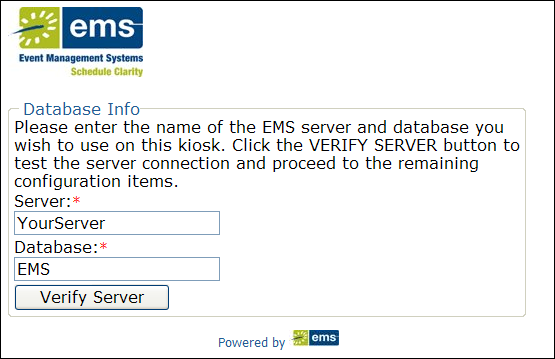 ems
Event Management Systems
Schedule Clarity
Database Info
Please enter the name of the EMS server and database you
wish to use on this kiosk. Click the VERIFY SERVER button to
test the server connection and proceed to the remaining
configuration items.
Server:*
YourServer
Database:*
EMS
Verify Server
Powered by ems